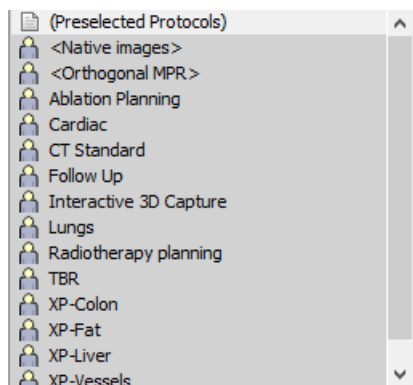 (Preselected Protocols)
<Native images>
<Orthogonal MPR>
Ablation Planning
Cardiac
CT Standard
Follow Up
Interactive 3D Capture
Lungs
Radiotherapy planning
TBR
XP-Colon
XP-Fat
XP-Liver
XP-Vessels